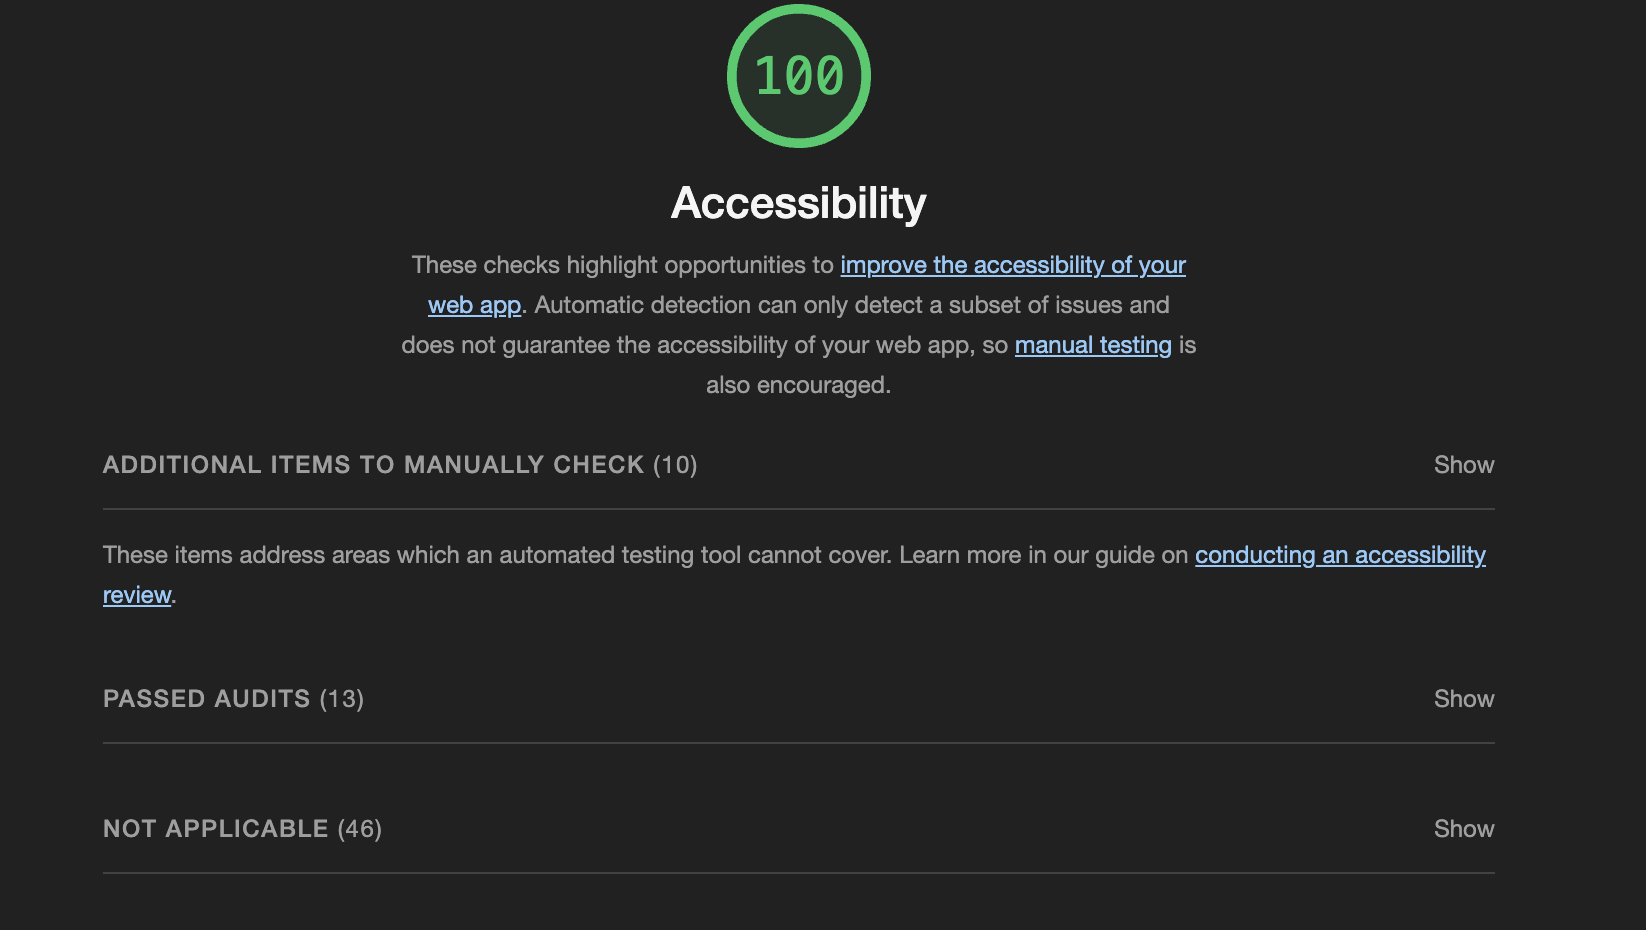 100
Accessibility
These checks highlight opportunities to improve the accessibility of your
web app. Automatic detection can only detect a subset of issues and
does not guarantee the accessibility of your web app, so manual testing is
also encouraged.
ADDITIONAL ITEMS TO MANUALLY CHECK (10) Show
These items address areas which an automated testing tool cannot cover. Learn more in our guide on conducting an accessibility
review.
PASSED AUDITS (13) Show
NOT APPLICABLE (46) Show